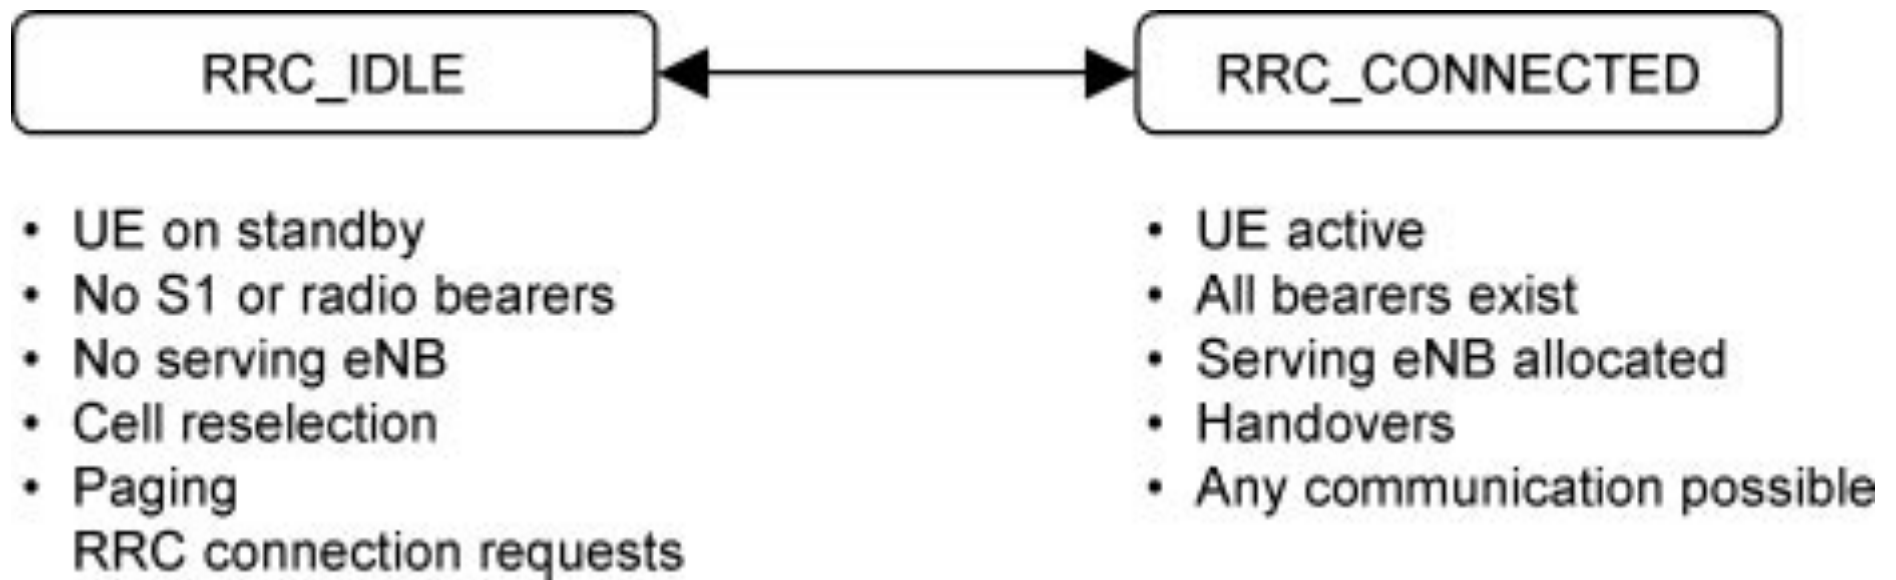 RRC_IDLE
RRC_CONNECTED
• UE on standby
• No S1 or radio bearers
• No serving eNB
• Cell reselection
• Paging
RRC connection requests
• UE active
• All bearers exist
• Serving eNB allocated
• Handovers
• Any communication possible